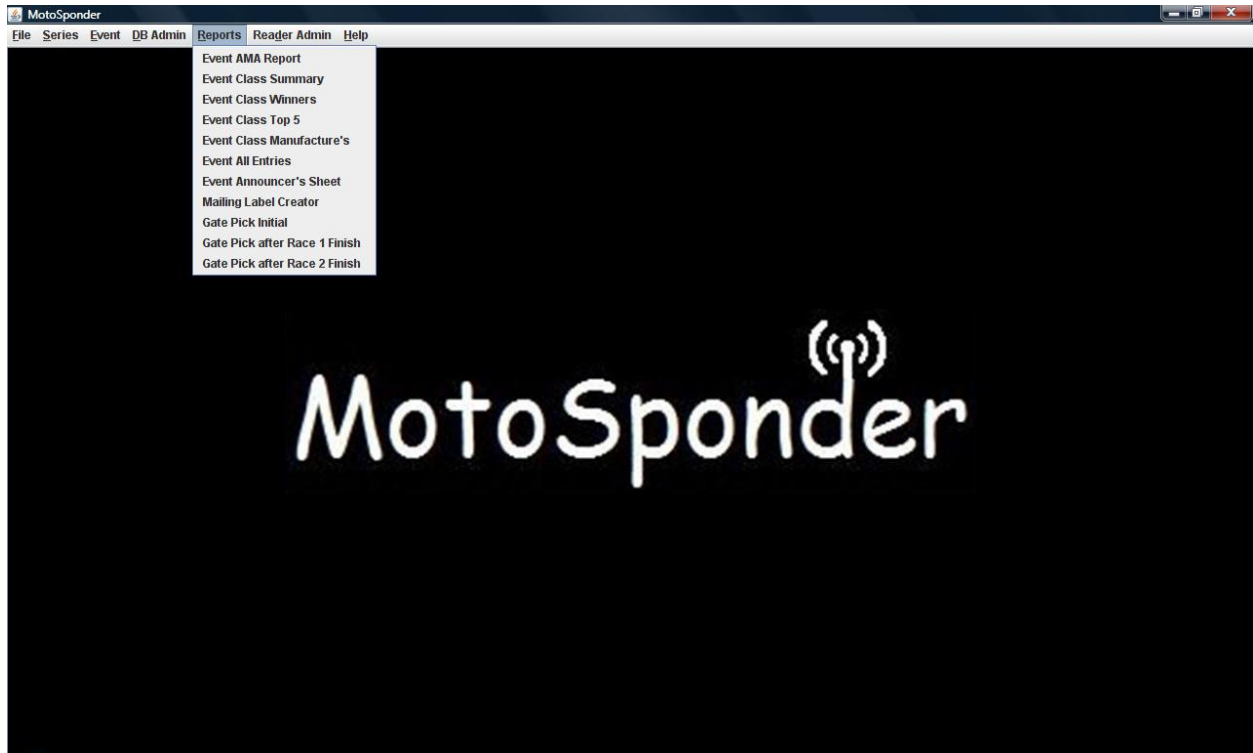 MotoSponder
File Series Event DB Admin Reports Reader Admin Help
Event AMA Report
Event Class Summary
Event Class Winners
Event Class Top 5
Event Class Manufacture's
Event All Entries
Event Announcer's Sheet
Mailing Label Creator
Gate Pick Initial
Gate Pick after Race 1 Finish
Gate Pick after Race 2 Finish
MotoSponder